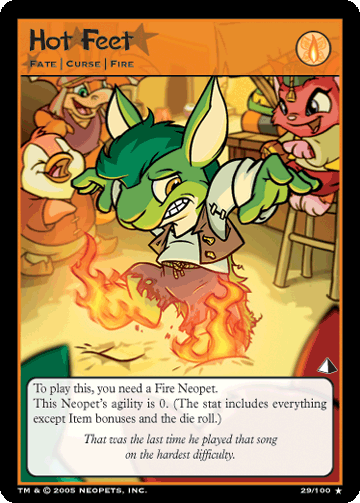 Hot Feet
Fate | Curse | Fire
To play this, you need a Fire Neopet.
This Neopet's agility is 0. (The stat includes everything
except Item bonuses and the die roll.)
That was the last time he played that song
on the hardest difficulty.
TM & © 2005 NEOPETS, INC.
29/100 ★